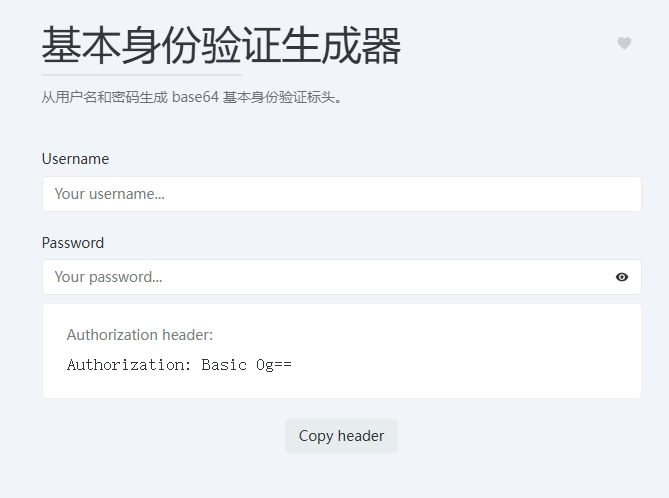 基本身份验证生成器
从用户名和密码生成 base64 基本身份验证标头。
Username
Your username...
Password
Your password...
Authorization header:
Authorization: Basic Og==
Copy header